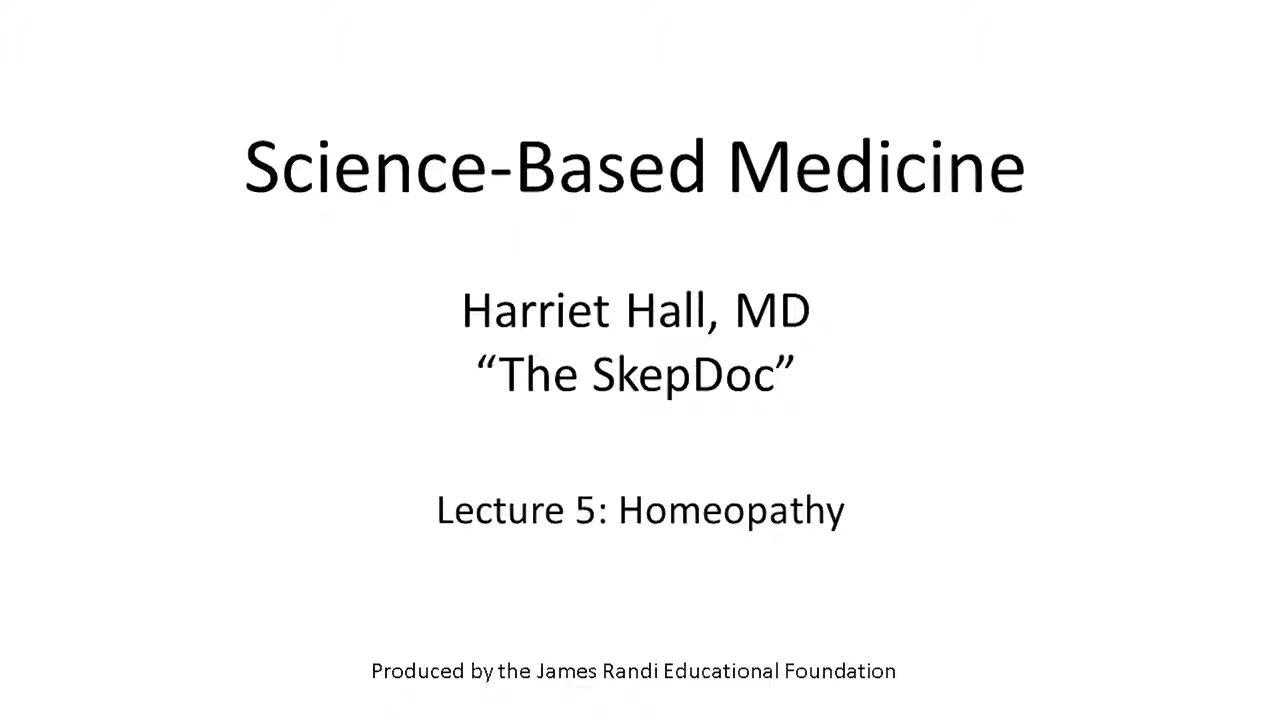 Science-Based Medicine
Harriet Hall, MD
“The SkepDoc”
Lecture 5: Homeopathy
Produced by the James Randi Educational Foundation